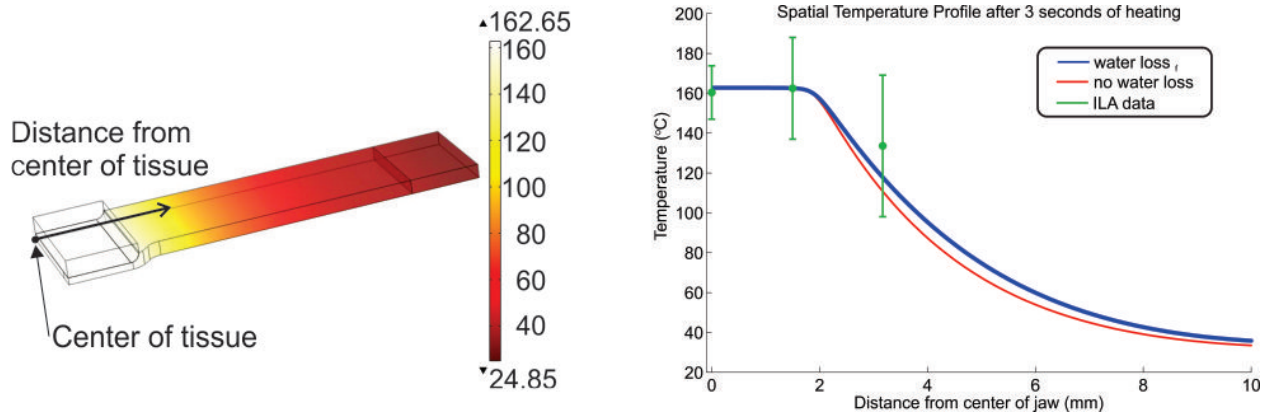 ▲162.65
160
140
120
100
80
60
40
▼24.85
Distance from
center of tissue
Center of tissue
Spatial Temperature Profile after 3 seconds of heating
200
180
160
140
120
100
80
60
40
20
Temperature (°C)
water loss f
no water loss
ILA data
0
2
4
6
8
10
Distance from center of jaw (mm)